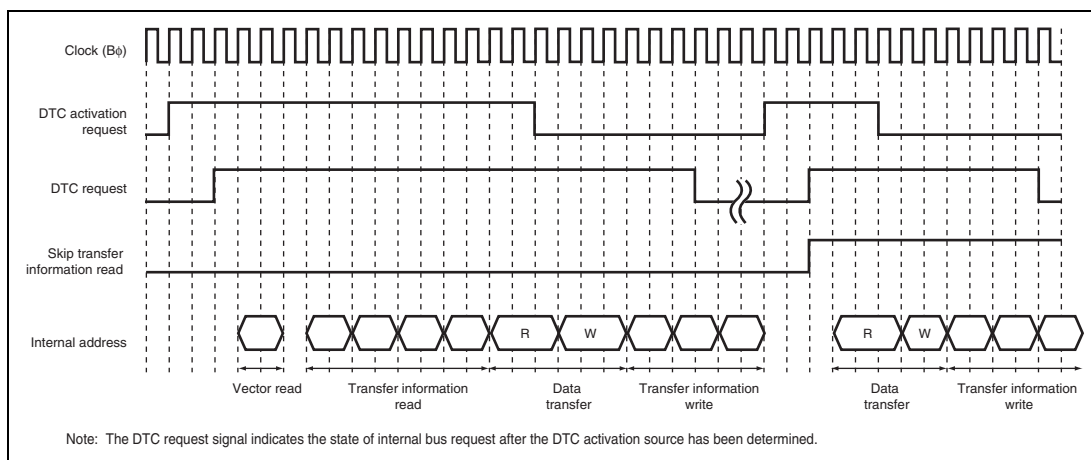 Clock (Bφ)
DTC activation
request
DTC request
Skip transfer
information read
Internal address
R
W
R
W
Vector read
Transfer information
read
Data
transfer
Transfer information
write
Data
transfer
Transfer information
write
Note: The DTC request signal indicates the state of internal bus request after the DTC activation source has been determined.